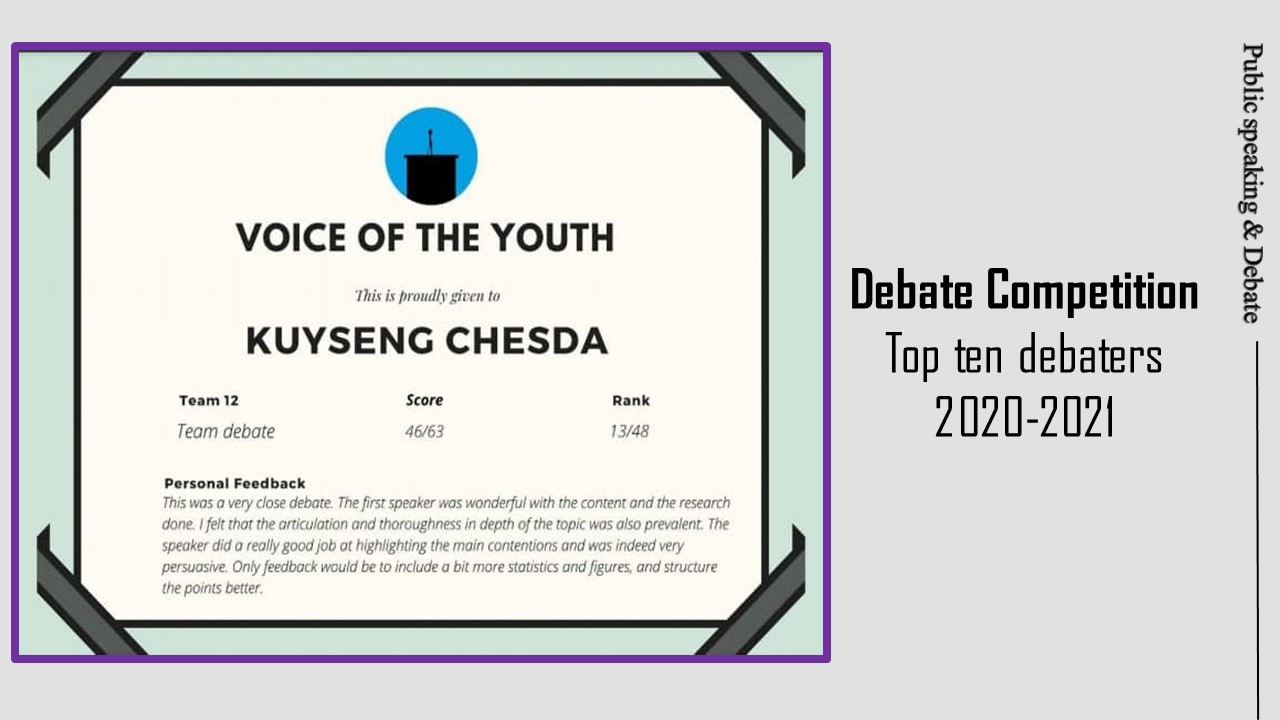 VOICE OF THE YOUTH
This is proudly given to
KUYSENG CHESDA
Team 12 Score Rank
Team debate 46/63 13/48
Personal Feedback
This was a very close debate. The first speaker was wonderful with the content and the research
done. I felt that the articulation and thoroughness in depth of the topic was also prevalent. The
speaker did a really good job at highlighting the main contentions and was indeed very
persuasive. Only feedback would be to include a bit more statistics and figures, and structure
the points better.
Debate Competition
Top ten debaters
2020-2021
Public speaking & Debate